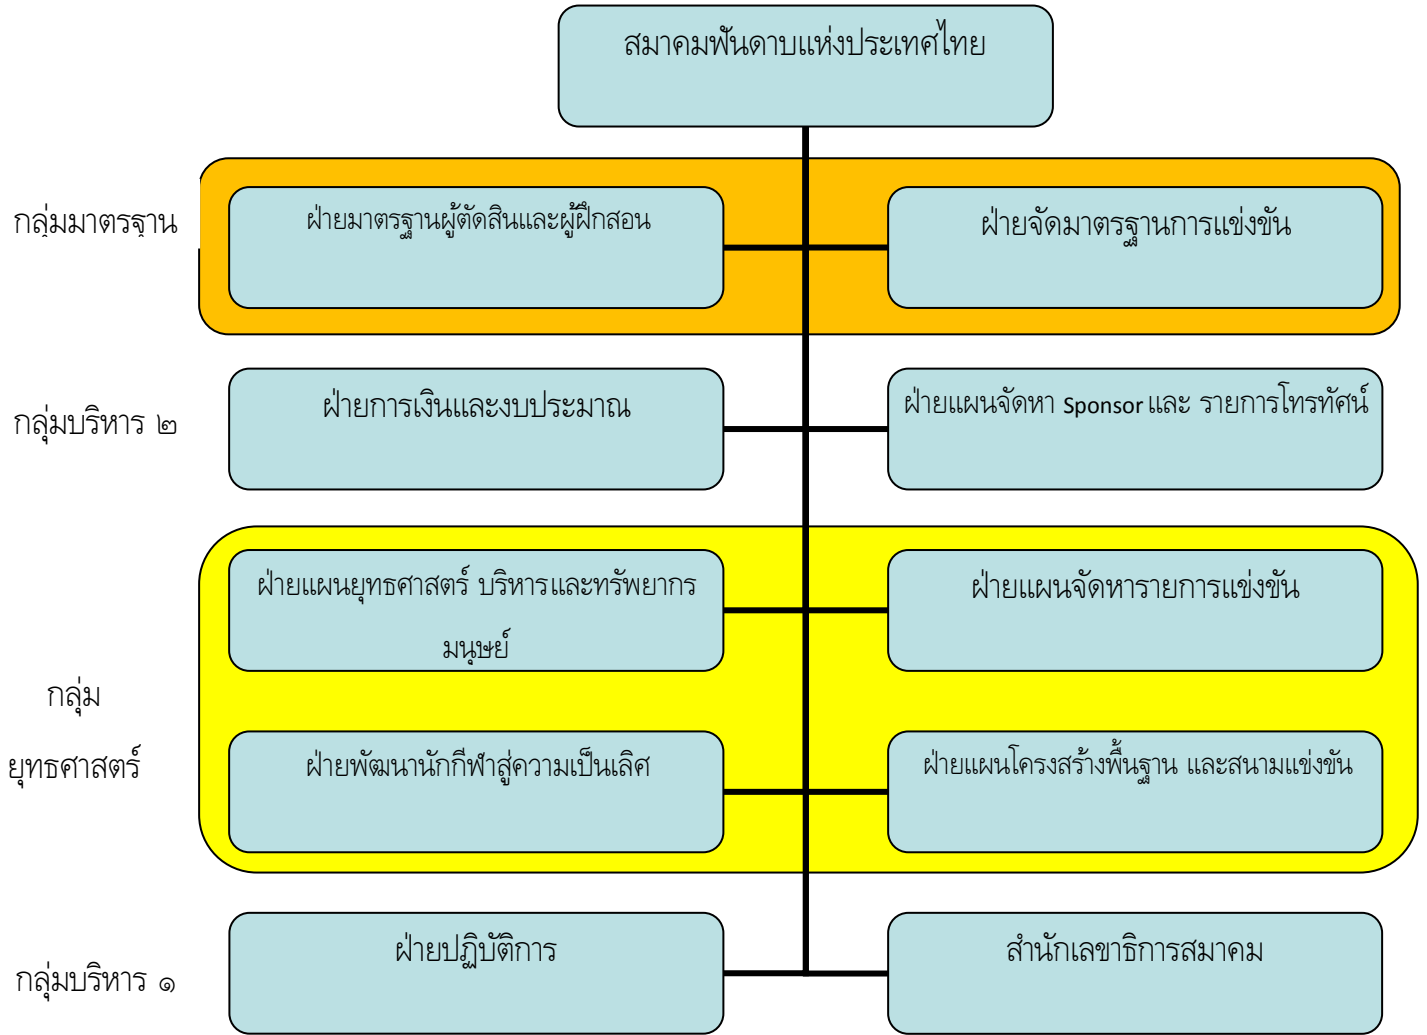 สมาคมฟันดาบแห่งประเทศไทย
กลุ่มมาตรฐาน
ฝ่ายมาตรฐานผู้ตัดสินและผู้ฝึกสอน
ฝ่ายจัดมาตรฐานการแข่งขัน
กลุ่มบริหาร ๒
ฝ่ายการเงินและงบประมาณ
ฝ่ายแผนจัดหา Sponsor และ รายการโทรทัศน์
กลุ่ม
ยุทธศาสตร์
ฝ่ายแผนยุทธศาสตร์ บริหารและทรัพยากร
มนุษย์
ฝ่ายแผนจัดหารายการแข่งขัน
ฝ่ายพัฒนานักกีฬาสู่ความเป็นเลิศ
ฝ่ายแผนโครงสร้างพื้นฐาน และสนามแข่งขัน
กลุ่มบริหาร ๑
ฝ่ายปฏิบัติการ
สำนักเลขาธิการสมาคม